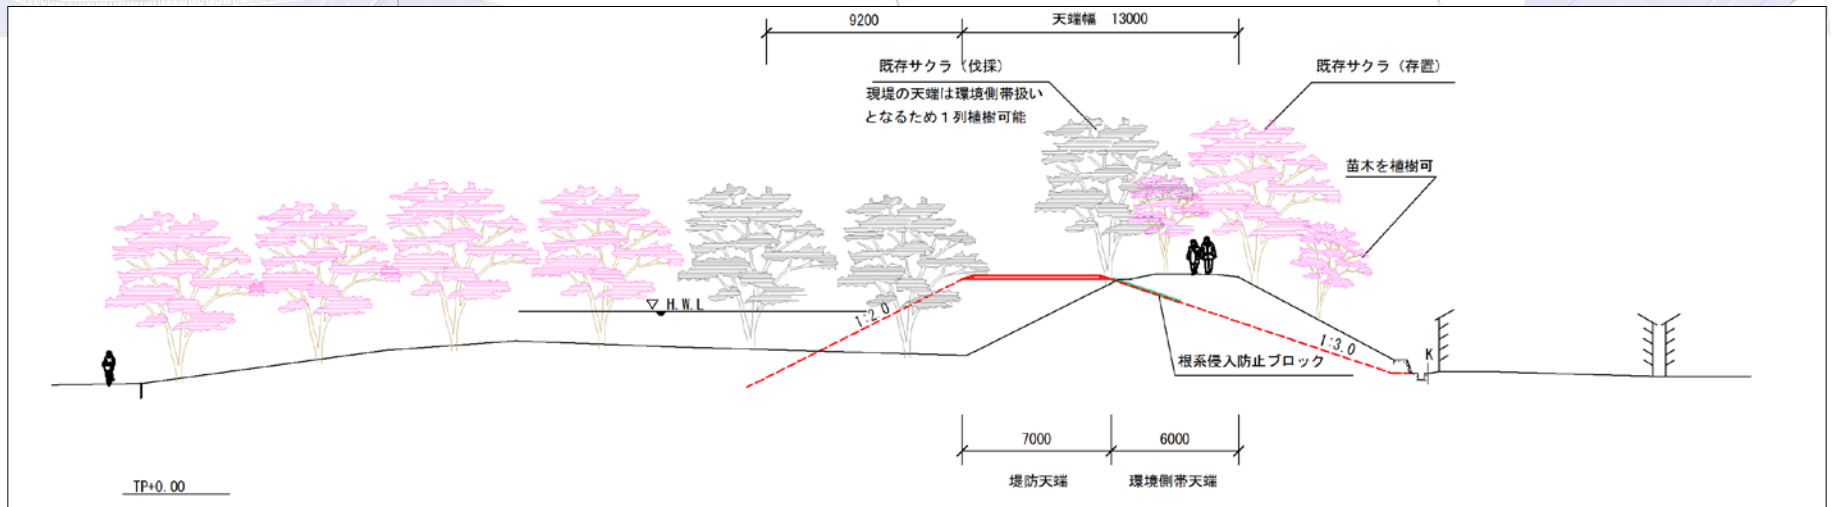 9200
天端幅 13000
既存サクラ（伐採）
現堤の天端は環境側帯扱い
となるため１列植樹可能
既存サクラ（存置）
苗木を植樹可
H.W.L
1:2.0
1:3.0
K
根系侵入防止ブロック
7000
6000
堤防天端
環境側帯天端
TP+0.00